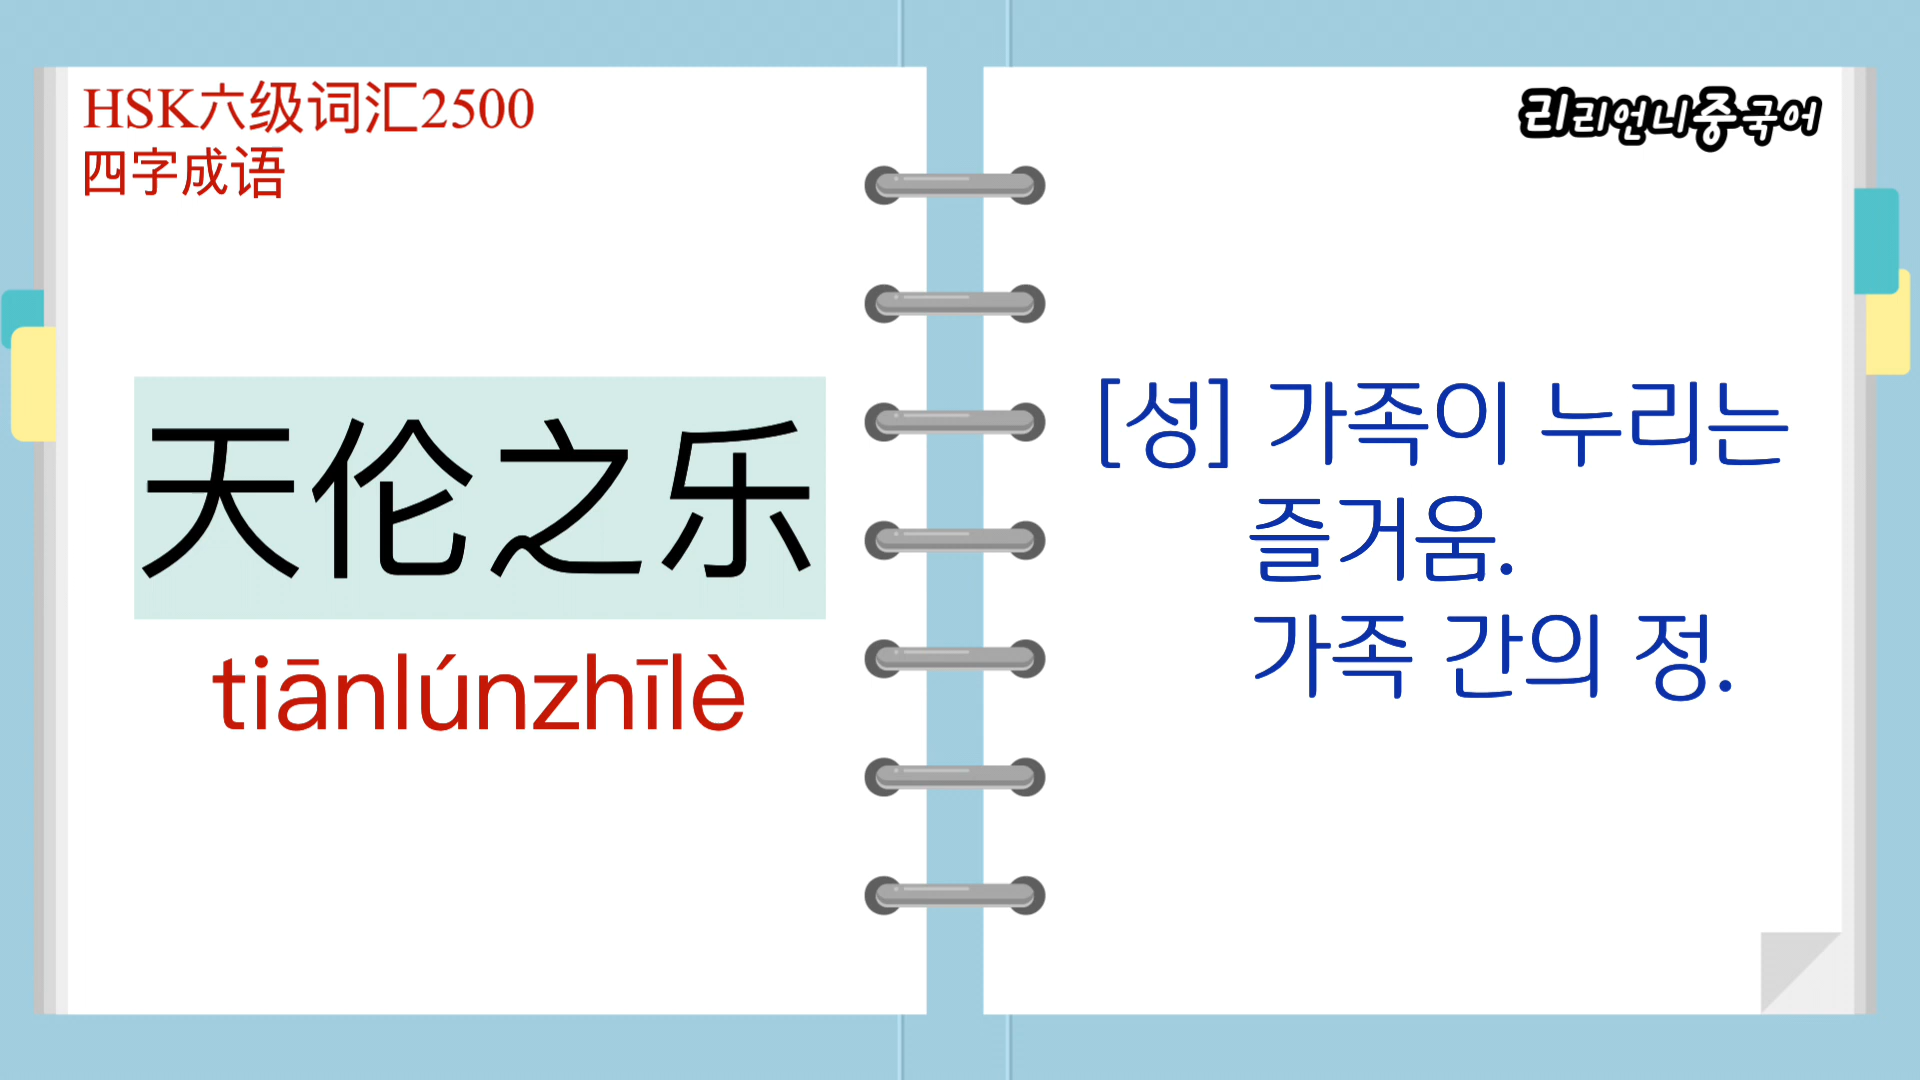 HSK六级词汇2500
四字成语
天伦之乐
tiānlúnzhīlè
리리언니중국어
[성] 가족이 누리는
즐거움.
가족 간의 정.